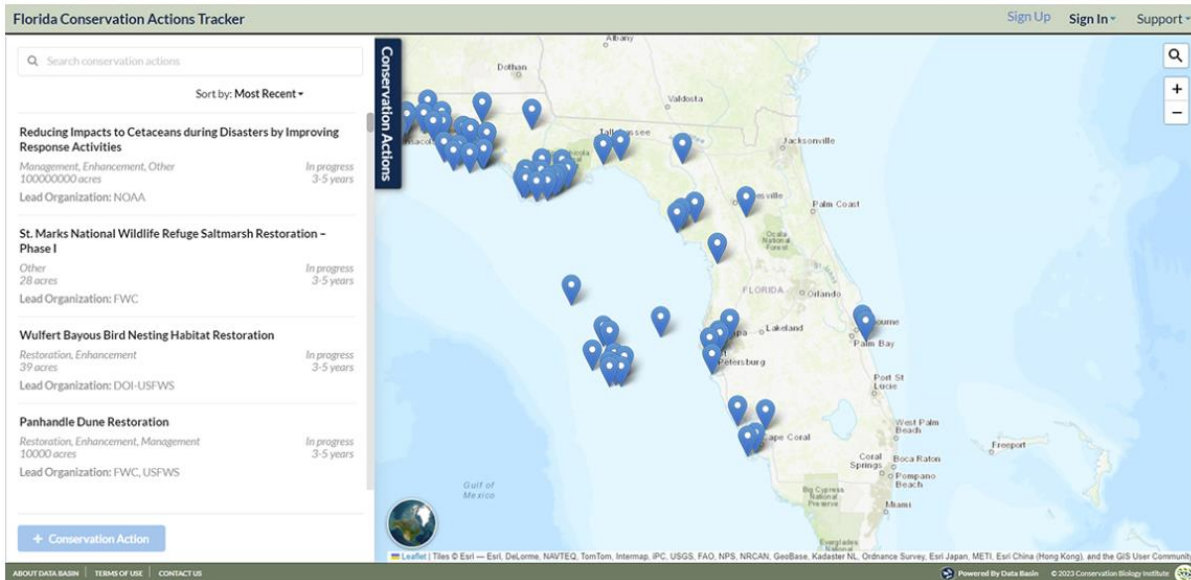 Florida Conservation Actions Tracker
Sign Up
Sign In
Support
Search conservation actions
Sort by: Most Recent
Reducing Impacts to Cetaceans during Disasters by Improving
Response Activities
Management, Enhancement, Other
In progress
100000000 acres
3-5 years
Lead Organization: NOAA
St. Marks National Wildlife Refuge Saltmarsh Restoration –
Phase I
Other
In progress
28 acres
3-5 years
Lead Organization: FWC
Wulfert Bayous Bird Nesting Habitat Restoration
Restoration, Enhancement
In progress
39 acres
3-5 years
Lead Organization: DOI-USFWS
Panhandle Dune Restoration
Restoration, Enhancement, Management
In progress
10000 acres
3-5 years
Lead Organization: FWC, USFWS
+ Conservation Action
Conservation Actions
+
−
Albany
Dothan
Valdosta
Jacksonville
Palm Coast
Ocala
National
Forest
FLORIDA
Orlando
Lakeland
Petersburg
Palm Bay
Port St
Lucie
West Palm
Beach
Cape Coral
Coral
Springs
Boca Raton
Pompano
Beach
Big Cypress
National
Preserve
Miami
Everglades
National
Freeport
Gulf of
Mexico
Leaflet | Tiles © Esri — Esri, DeLorme, NAVTEQ, TomTom, Intermap, iPC, USGS, FAO, NPS, NRCAN, GeoBase, Kadaster NL, Ordnance Survey, Esri Japan, METI, Esri China (Hong Kong), and the GIS User Community
ABOUT DATA BASIN
TERMS OF USE
CONTACT US
Powered By Data Basin
© 2023 Conservation Biology Institute